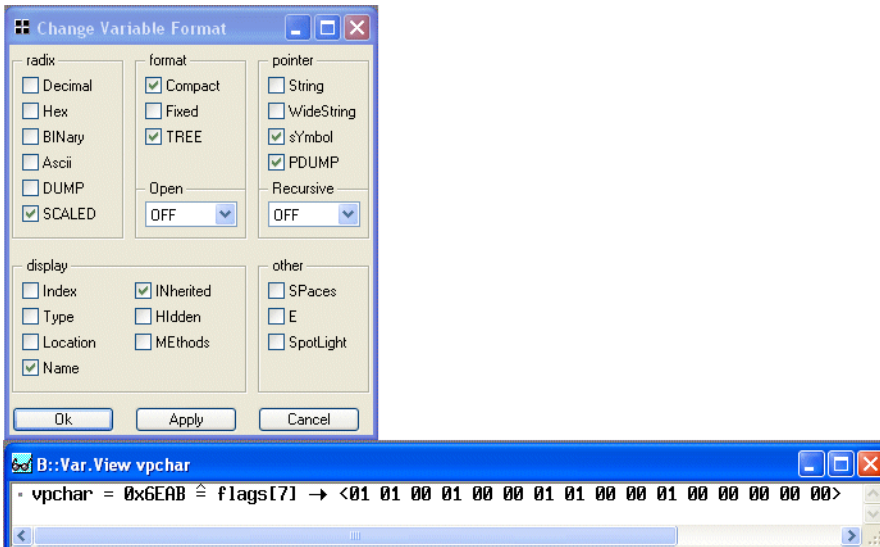 Change Variable Format
radix
Decimal
Hex
BINary
Ascii
DUMP
SCALED
format
Compact
Fixed
TREE
Open
OFF
pointer
String
WideString
sYmbol
PDUMP
Recursive
OFF
display
Index
Type
Location
Name
INherited
HIdden
MEthods
other
SPaces
E
SpotLight
Ok
Apply
Cancel
B::Var.View vpchar
vpchar = 0x6EAB ≙ flags[7] → <01 01 00 01 00 00 01 01 00 00 01 00 00 00 00 00>